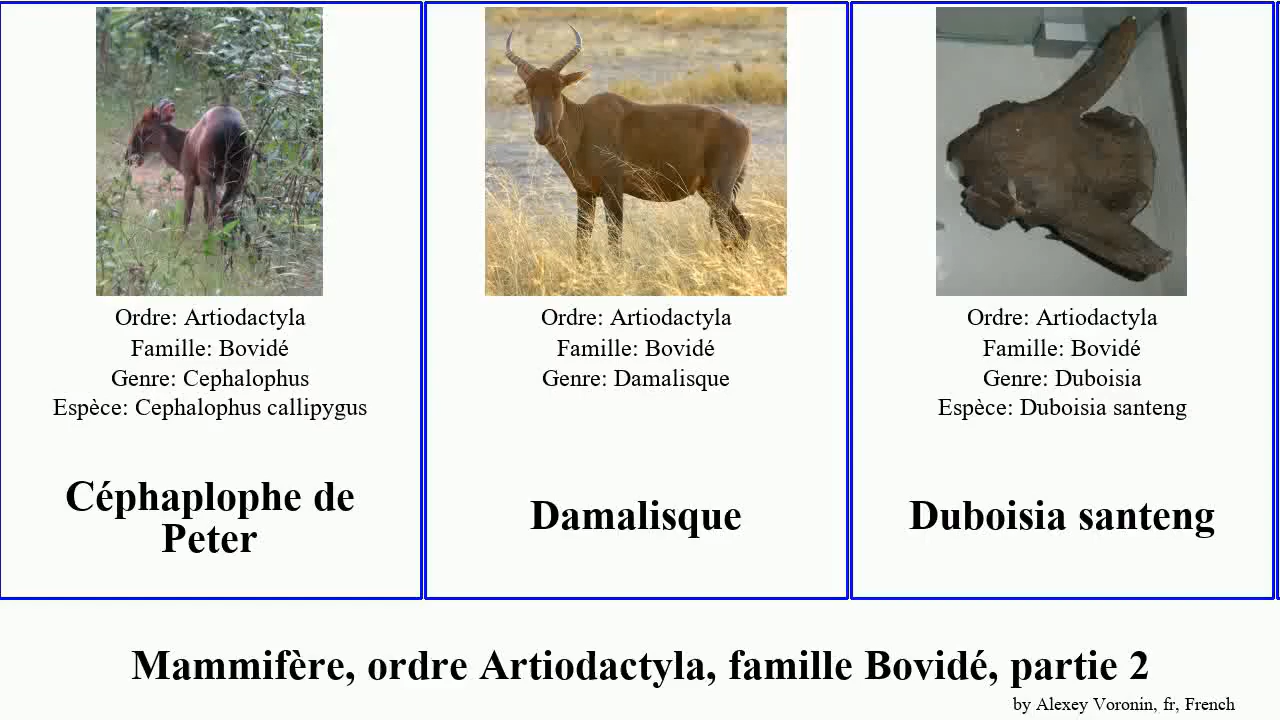 Ordre: Artiodactyla
Famille: Bovidé
Genre: Cephalophus
Espèce: Cephalophus callipygus
Céphaplophe de
Peter
Ordre: Artiodactyla
Famille: Bovidé
Genre: Damalisque
Damalisque
Ordre: Artiodactyla
Famille: Bovidé
Genre: Duboisia
Espèce: Duboisia santeng
Duboisia santeng
Mammifère, ordre Artiodactyla, famille Bovidé, partie 2
by Alexey Voronin, fr, French